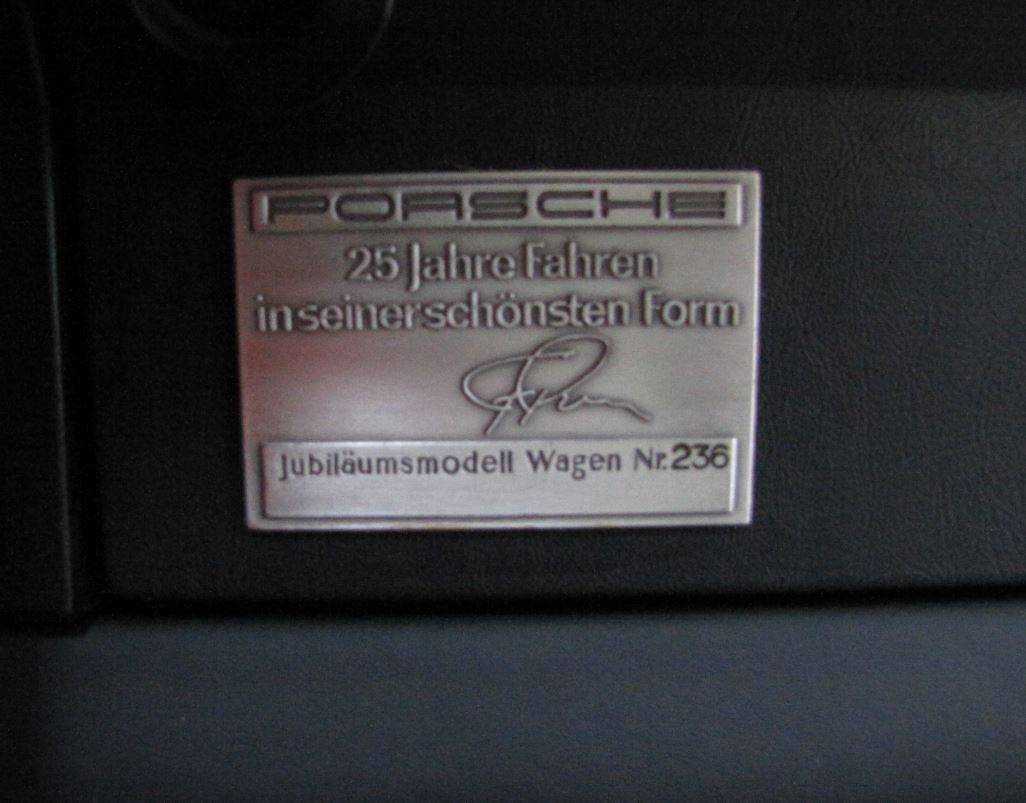 PORSCHE
25 Jahre Fahren
in seiner schönsten Form
Jubiläumsmodell Wagen Nr. 236